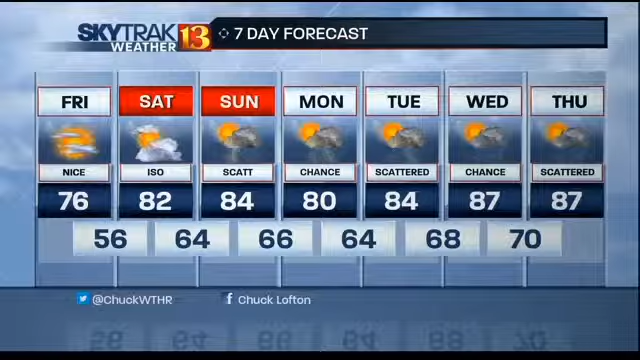 SKYTRAK 13
WEATHER
7 DAY FORECAST
FRI SAT SUN MON TUE WED THU
NICE ISO SCATT CHANCE SCATTERED CHANCE SCATTERED
76 82 84 80 84 87 87
56 64 66 64 68 70
@ChuckWTHR f Chuck Lofton